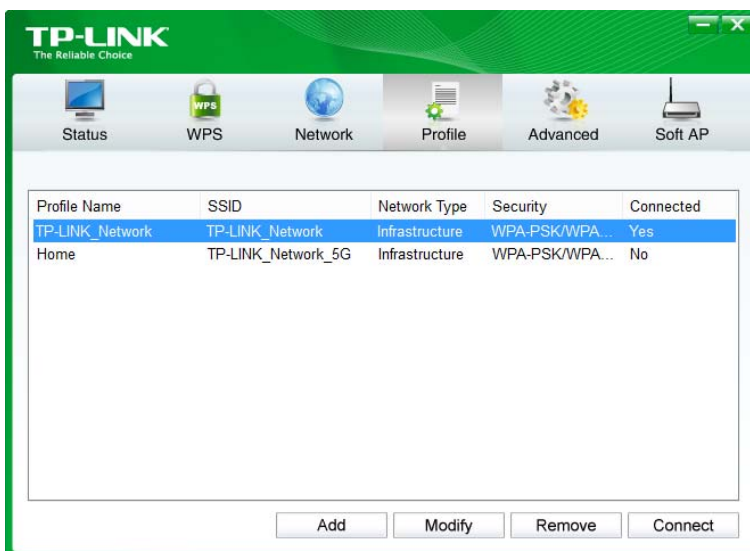 TP-LINK
The Reliable Choice
WPS
Status WPS Network Profile Advanced Soft AP
Profile Name SSID Network Type Security Connected
TP-LINK_Network TP-LINK_Network Infrastructure WPA-PSK/WPA... Yes
Home TP-LINK_Network_5G Infrastructure WPA-PSK/WPA... No
Add Modify Remove Connect